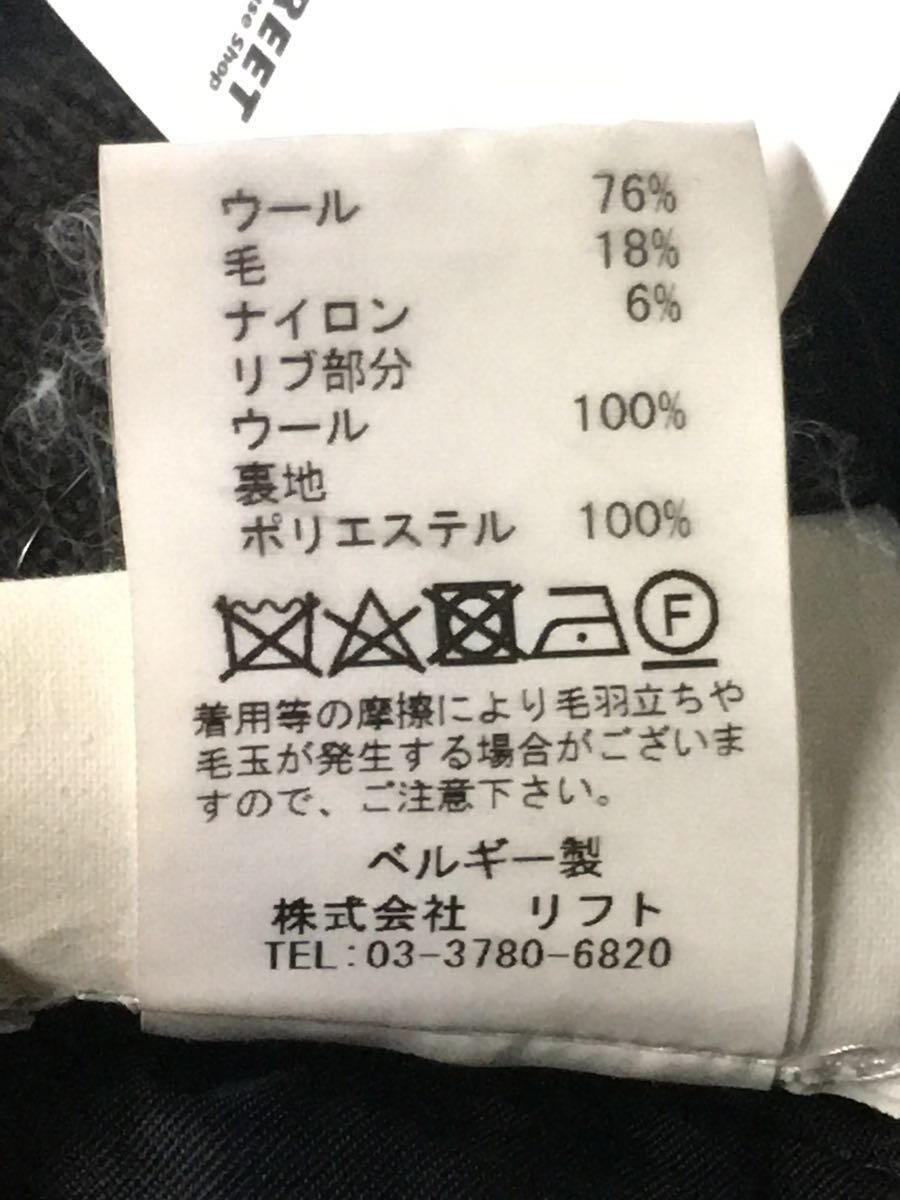 REET
use Shop
ウール 76%
毛 18%
ナイロン 6%
リブ部分
ウール 100%
裏地
ポリエステル 100%
F
着用等の摩擦により毛羽立ちや
毛玉が発生する場合がございま
すので、ご注意下さい。
ベルギー製
株式会社 リフト
TEL:03-3780-6820